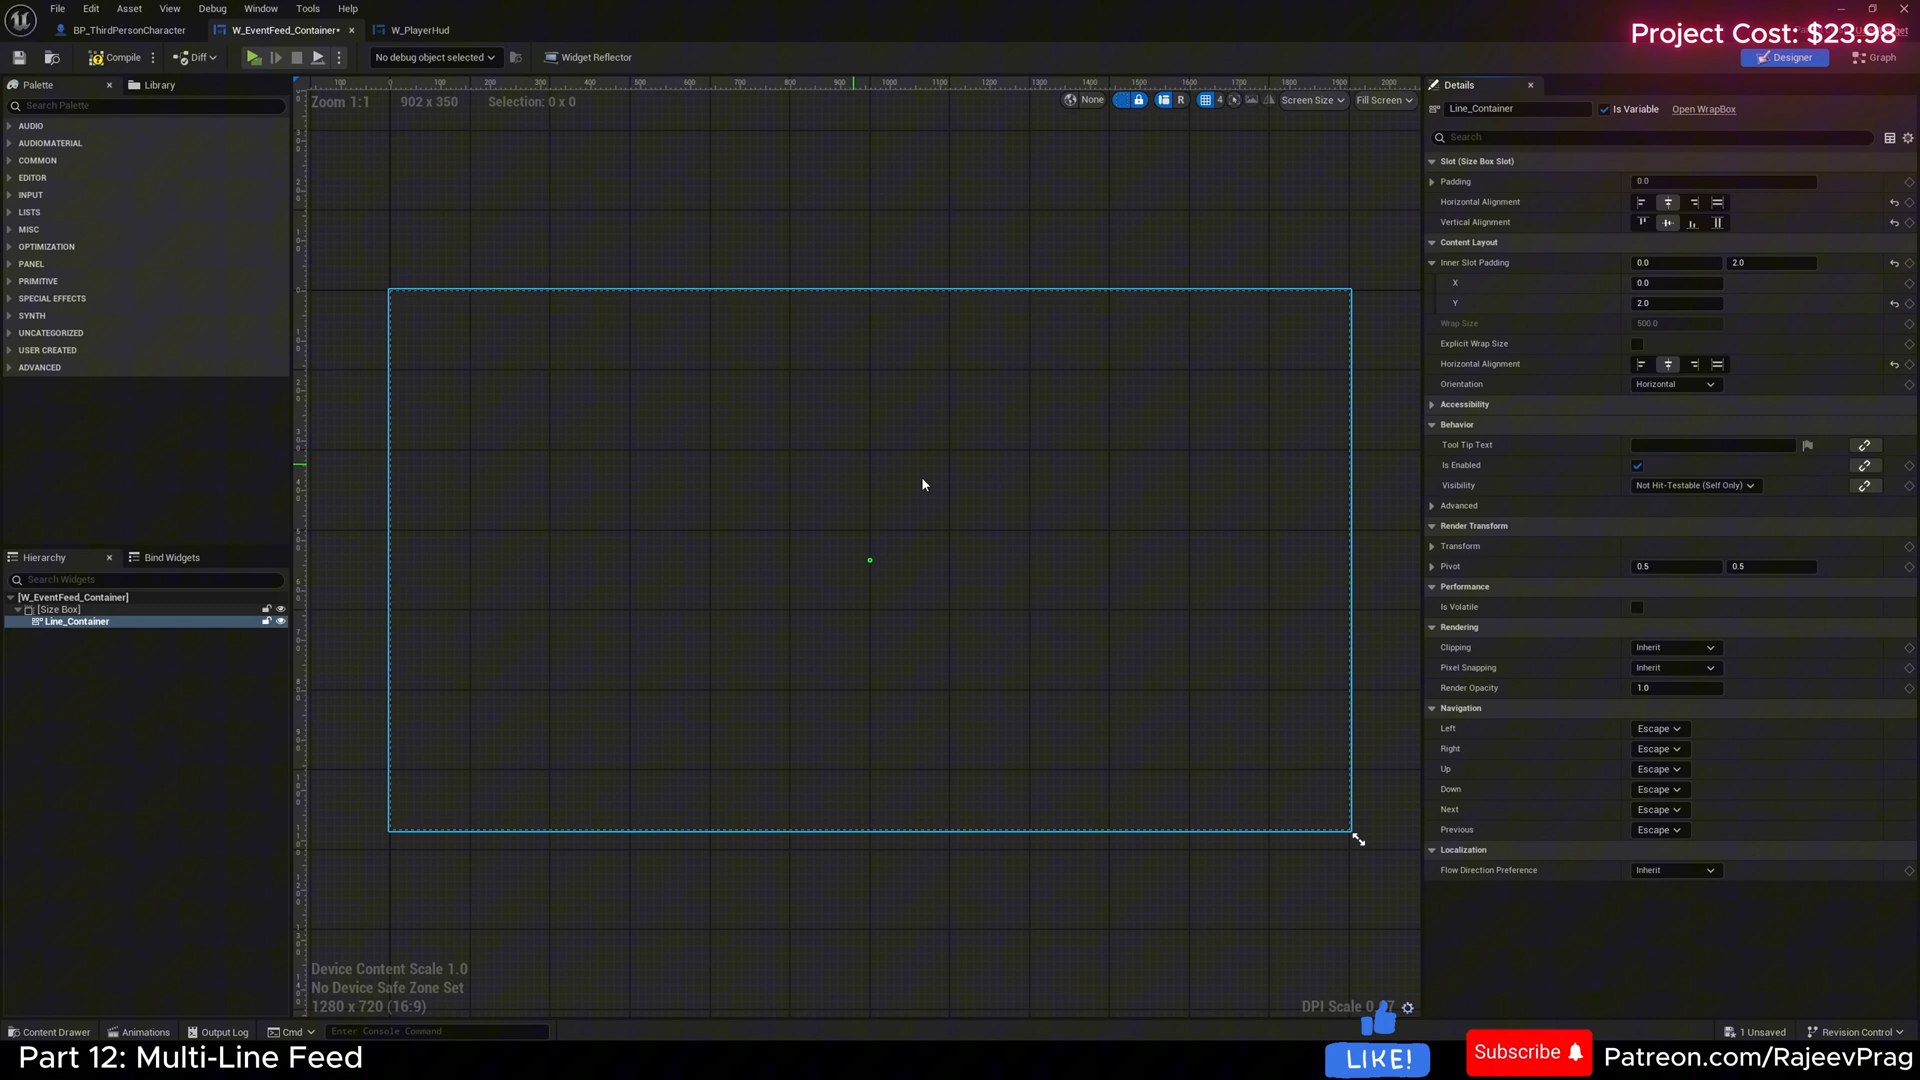 File Edit Asset View Debug Window Tools Help
BP_ThirdPersonCharacter W_EventFeed_Container* W_PlayerHud
Project Cost: $23.98
Compile Diff No debug object selected Widget Reflector Designer Graph
Palette Library
Search Palette
AUDIO
AUDIOMATERIAL
COMMON
EDITOR
INPUT
LISTS
MISC
OPTIMIZATION
PANEL
PRIMITIVE
SPECIAL EFFECTS
SYNTH
UNCATEGORIZED
USER CREATED
ADVANCED
Hierarchy Bind Widgets
Search Widgets
[W_EventFeed_Container]
[Size Box]
Line_Container
Zoom 1:1 902 x 350 Selection: 0 x 0
None R 4 Screen Size Fill Screen
Device Content Scale 1.0
No Device Safe Zone Set
1280 x 720 (16:9)
DPI Scale
Details
Line_Container Is Variable Open WrapBox
Search
Slot (Size Box Slot)
Padding 0.0
Horizontal Alignment
Vertical Alignment
Content Layout
Inner Slot Padding 0.0 2.0
X 0.0
Y 2.0
Wrap Size 500.0
Explicit Wrap Size
Horizontal Alignment
Orientation Horizontal
Accessibility
Behavior
Tool Tip Text
Is Enabled
Visibility Not Hit-Testable (Self Only)
Advanced
Render Transform
Transform
Pivot 0.5 0.5
Performance
Is Volatile
Rendering
Clipping Inherit
Pixel Snapping Inherit
Render Opacity 1.0
Navigation
Left Escape
Right Escape
Up Escape
Down Escape
Next Escape
Previous Escape
Localization
Flow Direction Preference Inherit
Content Drawer Animations Output Log Cmd Enter Console Command 1 Unsaved Revision Control
Part 12: Multi-Line Feed
LIKE!
Subscribe
Patreon.com/RajeevPrag